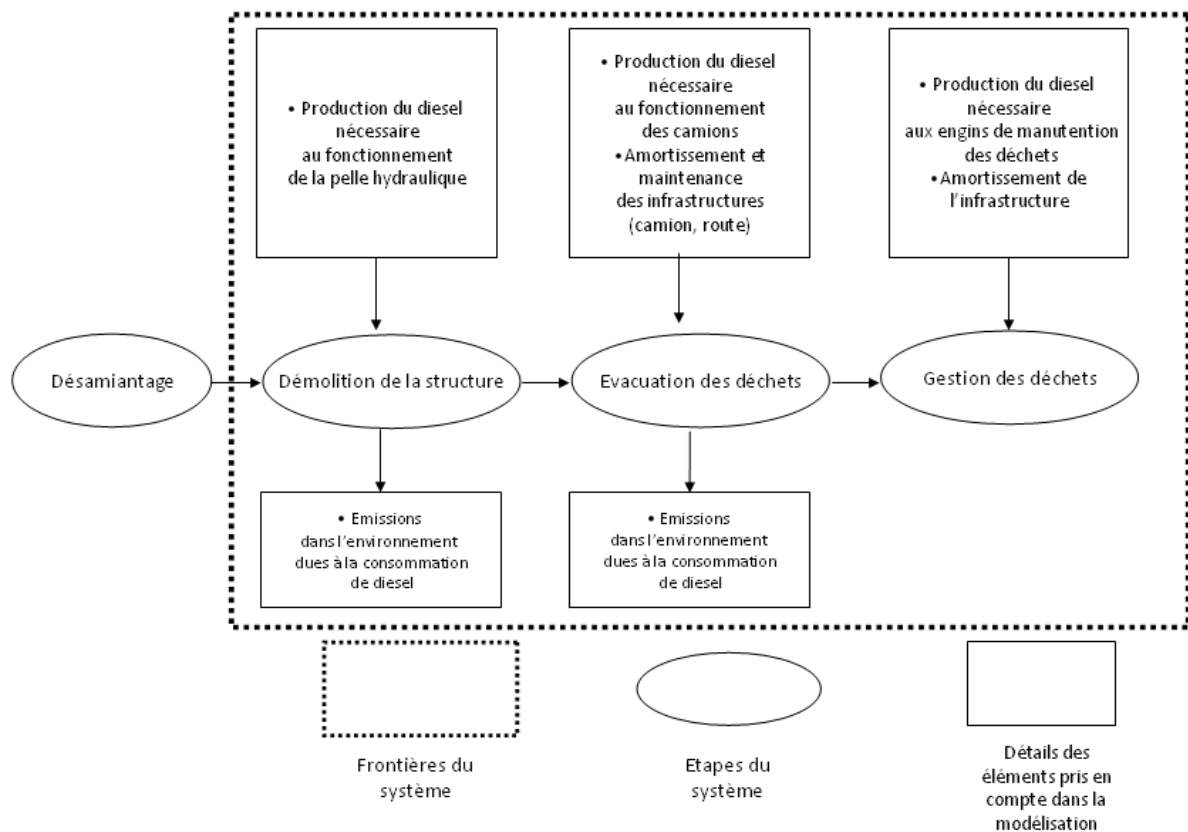 • Production du diesel
nécessaire
au fonctionnement
de la pelle hydraulique
• Production du diesel
nécessaire
au fonctionnement
des camions
• Amortissement et
maintenance
des infrastructures
(camion, route)
• Production du diesel
nécessaire
aux engins de manutention
des déchets
• Amortissement de
l'infrastructure
Désamiantage
Démolition de la structure
Evacuation des déchets
Gestion des déchets
• Emissions
dans l'environnement
dues à la consommation
de diesel
• Emissions
dans l'environnement
dues à la consommation
de diesel
Frontières du
système
Etapes du
système
Détails des
éléments pris en
compte dans la
modélisation